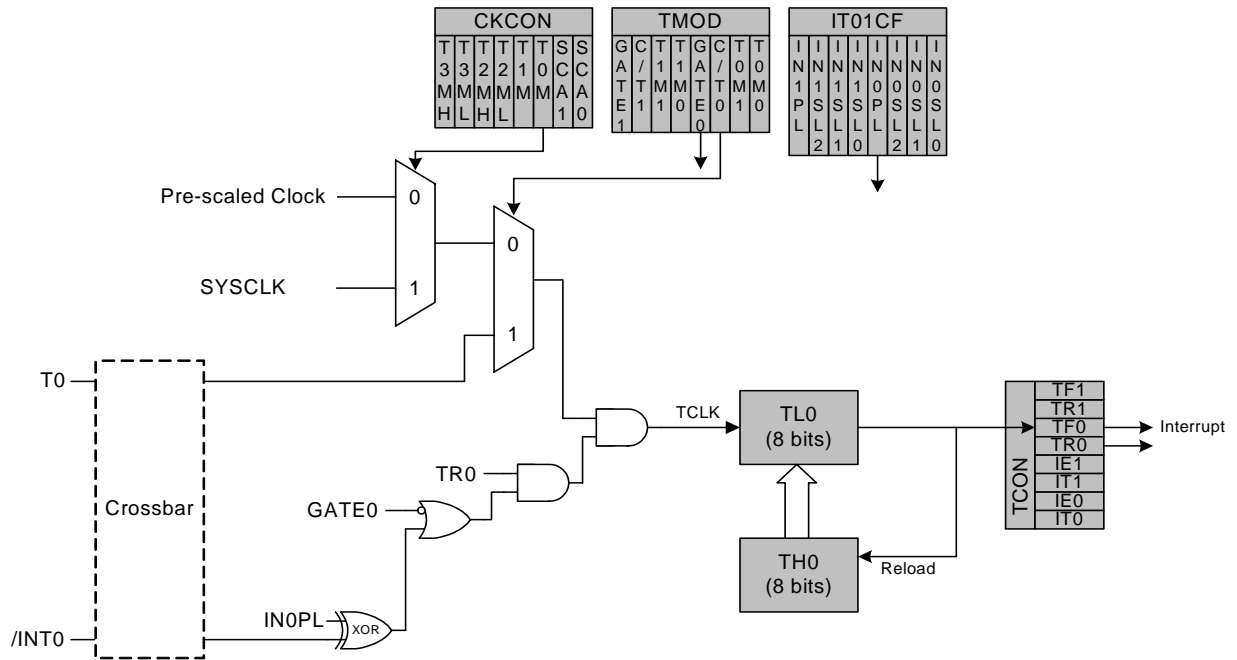 CKCON
TMOD
IT01CF
T3MH
T3ML
T2MH
T2ML
T1M
T0M
SCA1
SCA0
GATE1
C/T1
T1M1
T1M0
GATE0
C/T0
T0M1
T0M0
IN1PL
IN1SL2
IN1SL1
IN1SL0
IN0PL
IN0SL2
IN0SL1
IN0SL0
Pre-scaled Clock
0
SYSCLK
1
0
1
T0
Crossbar
/INT0
TR0
GATE0
IN0PL
XOR
TCLK
TL0
(8 bits)
TH0
(8 bits)
Reload
TCON
TF1
TR1
TF0
TR0
IE1
IT1
IE0
IT0
Interrupt